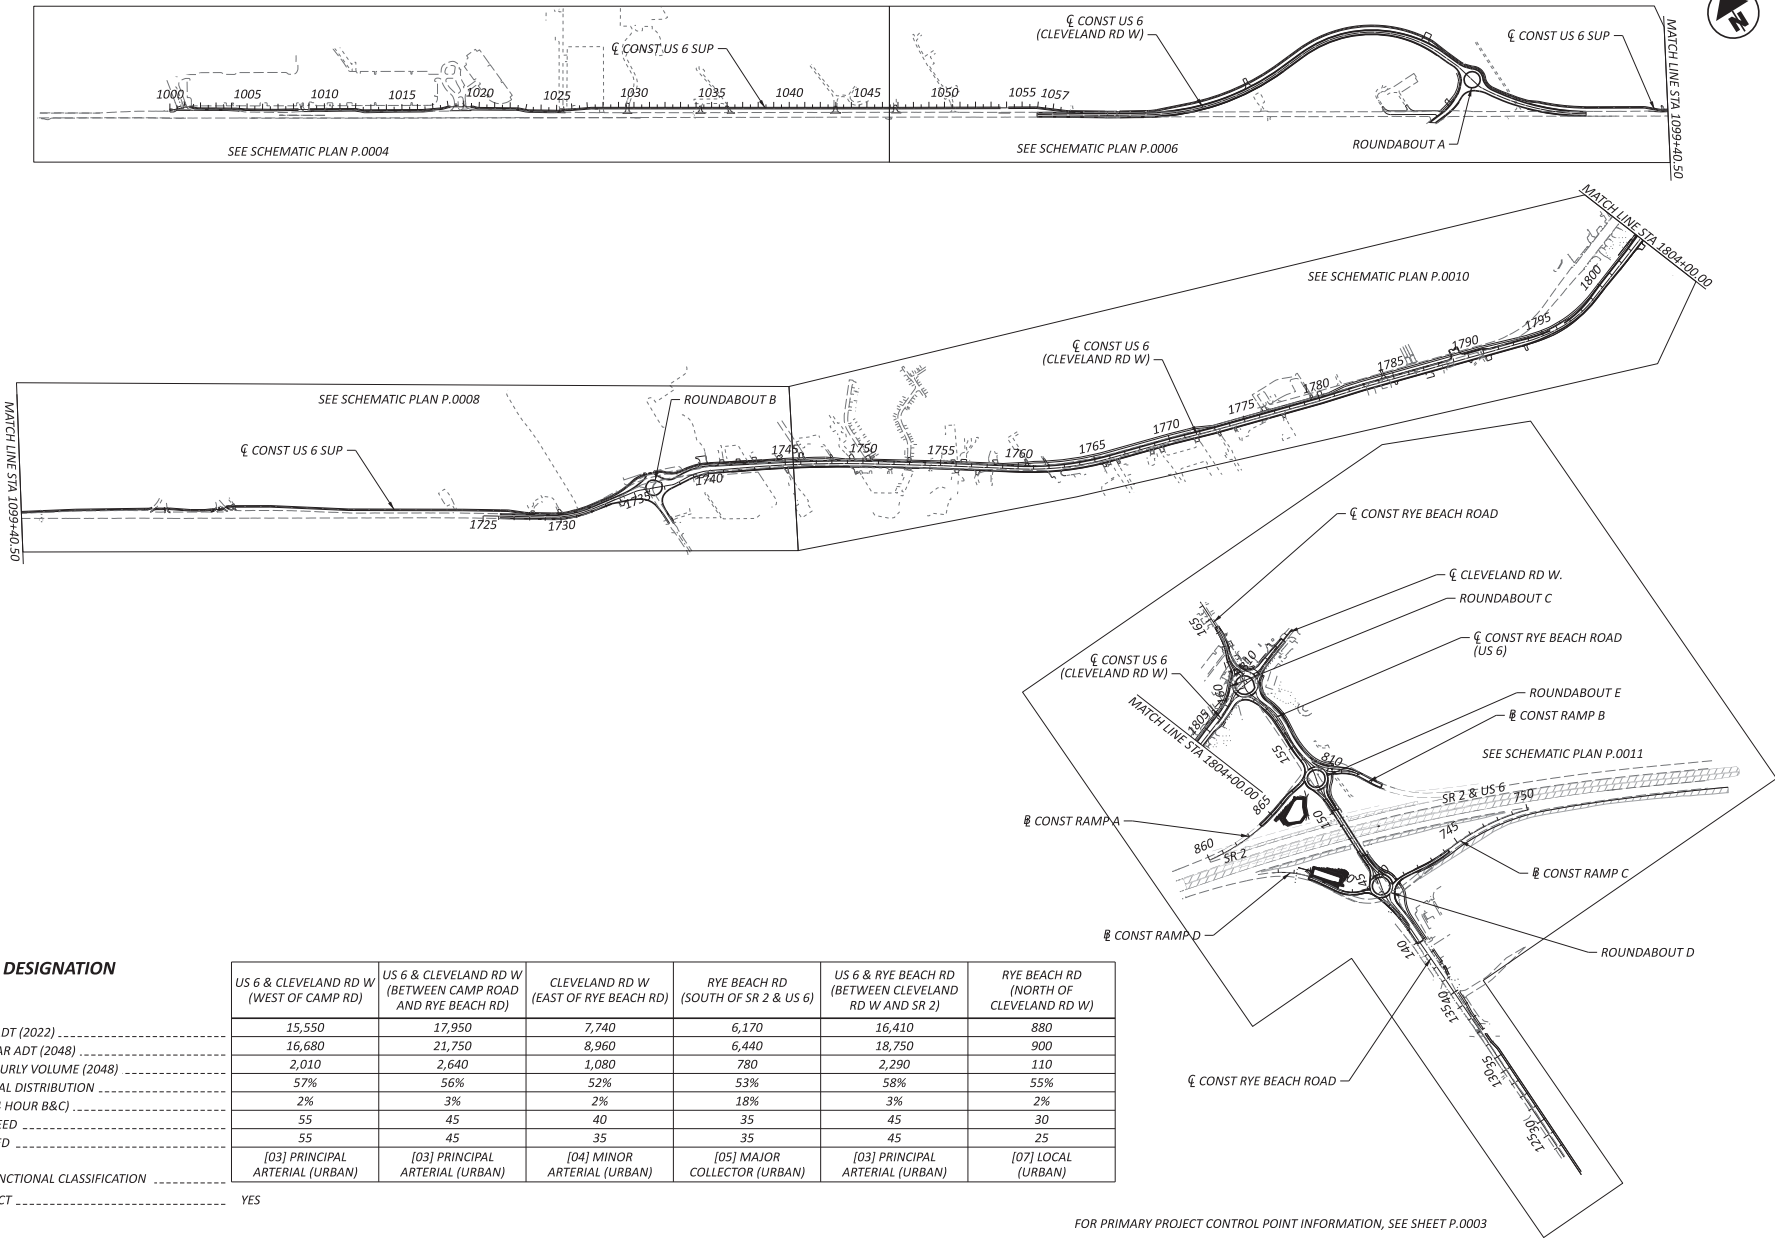 ℄ CONST US 6
(CLEVELAND RD W)
℄ CONST US 6 SUP
℄ CONST US 6 SUP
N
MATCH LINE STA 1099+40.50
1000
1005
1010
1015
1020
1025
1030
1035
1040
1045
1050
1055
1057
SEE SCHEMATIC PLAN P.0004
SEE SCHEMATIC PLAN P.0006
ROUNDABOUT A
MATCH LINE STA 1804+00.00
SEE SCHEMATIC PLAN P.0010
℄ CONST US 6
(CLEVELAND RD W)
1800
1795
1790
1785
1780
1775
1770
1765
1760
1755
1750
1745
1740
1735
1730
1725
SEE SCHEMATIC PLAN P.0008
ROUNDABOUT B
℄ CONST US 6 SUP
MATCH LINE STA 1099+40.50
℄ CONST RYE BEACH ROAD
℄ CLEVELAND RD W.
ROUNDABOUT C
℄ CONST RYE BEACH ROAD
(US 6)
℄ CONST US 6
(CLEVELAND RD W)
165
810
60
1805
MATCH LINE STA 1804+00.00
155
ROUNDABOUT E
B CONST RAMP B
SEE SCHEMATIC PLAN P.0011
810
SR 2 & US 6
750
865
150
B CONST RAMP A
860
SR 2
745
B CONST RAMP C
45
B CONST RAMP D
140
ROUNDABOUT D
13540
℄ CONST RYE BEACH ROAD
13035
12530
DESIGNATION
US 6 & CLEVELAND RD W
(WEST OF CAMP RD)
US 6 & CLEVELAND RD W
(BETWEEN CAMP ROAD
AND RYE BEACH RD)
CLEVELAND RD W
(EAST OF RYE BEACH RD)
RYE BEACH RD
(SOUTH OF SR 2 & US 6)
US 6 & RYE BEACH RD
(BETWEEN CLEVELAND
RD W AND SR 2)
RYE BEACH RD
(NORTH OF
CLEVELAND RD W)
DT (2022) 15,550 17,950 7,740 6,170 16,410 880
AR ADT (2048) 16,680 21,750 8,960 6,440 18,750 900
URLY VOLUME (2048) 2,010 2,640 1,080 780 2,290 110
AL DISTRIBUTION 57% 56% 52% 53% 58% 55%
HOUR B&C) 2% 3% 2% 18% 3% 2%
EED 55 45 40 35 45 30
ED 55 45 35 35 45 25
NCTIONAL CLASSIFICATION
[03] PRINCIPAL
ARTERIAL (URBAN)
[03] PRINCIPAL
ARTERIAL (URBAN)
[04] MINOR
ARTERIAL (URBAN)
[05] MAJOR
COLLECTOR (URBAN)
[03] PRINCIPAL
ARTERIAL (URBAN)
[07] LOCAL
(URBAN)
CT YES
FOR PRIMARY PROJECT CONTROL POINT INFORMATION, SEE SHEET P.0003